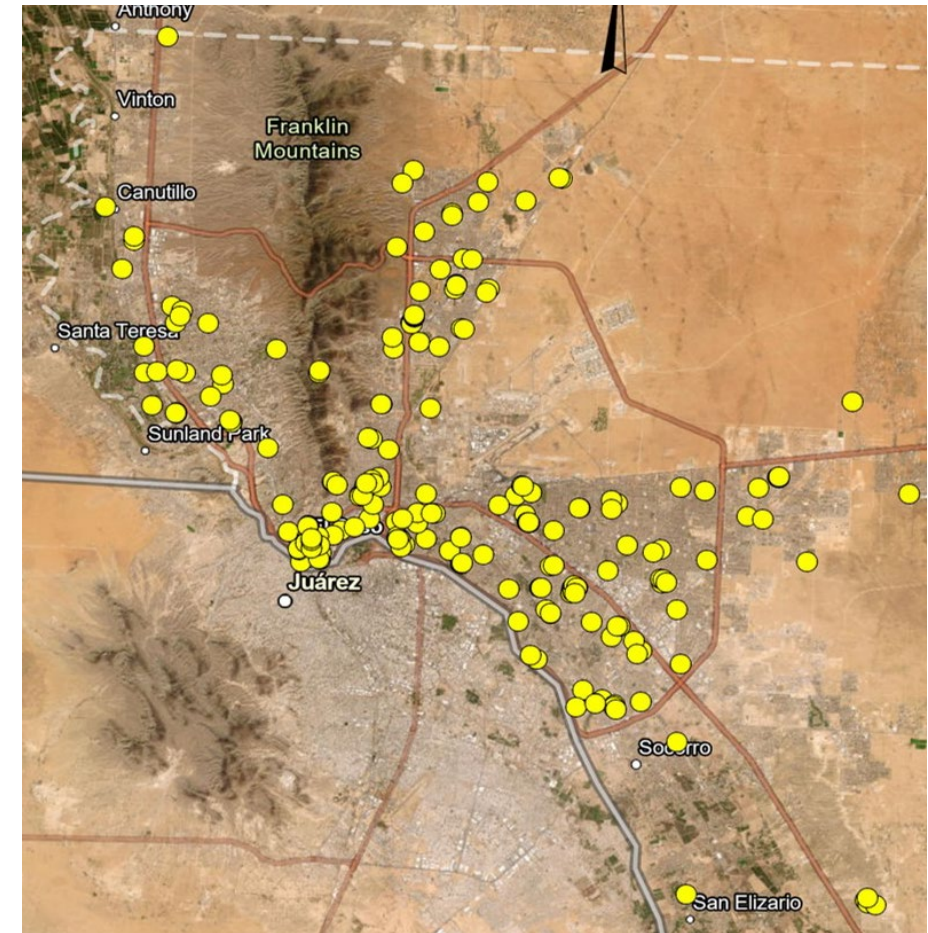 Anthony
Vinton
Franklin
Mountains
Canutillo
Santa Teresa
Sunland Park
Juárez
Socorro
San Elizario